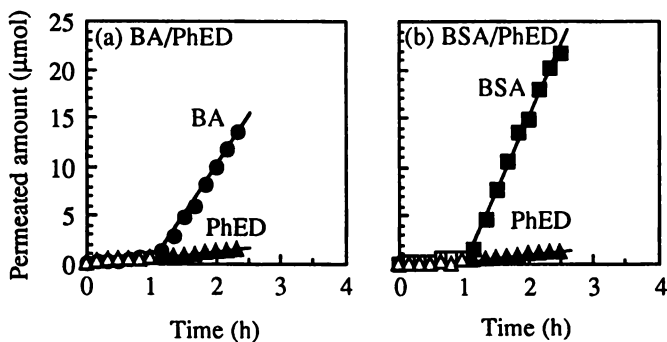 Permeated amount (μmol)
25
20
15
10
5
0
(a) BA/PhED
BA
PhED
0 1 2 3 4
Time (h)
(b) BSA/PhED
BSA
PhED
0 1 2 3 4
Time (h)